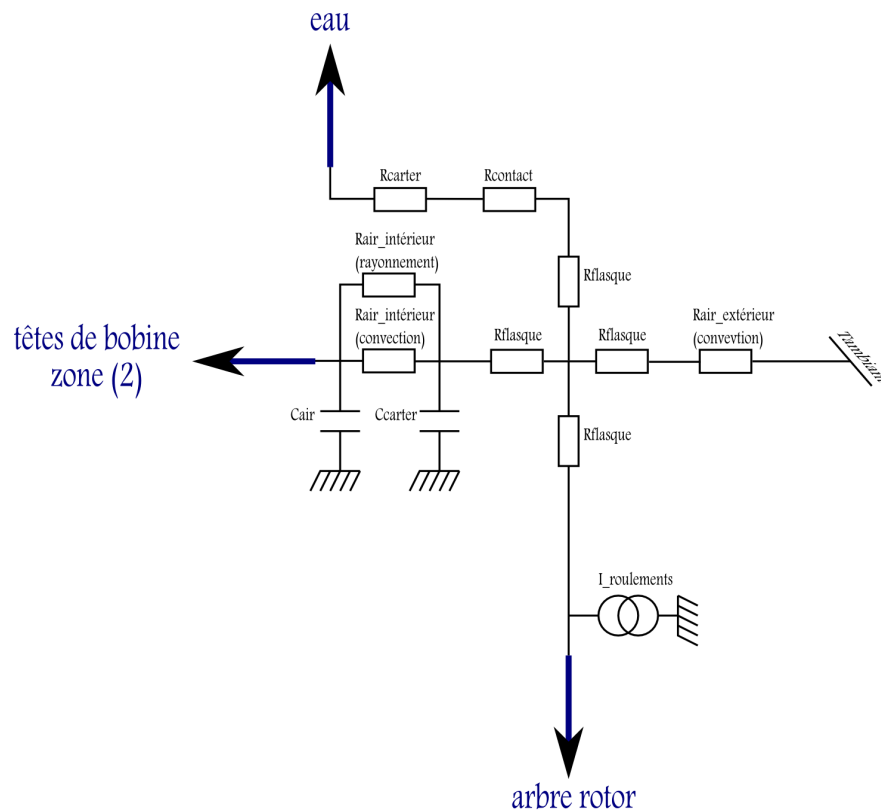 eau
Rcarter
Rcontact
Rair_intérieur
(rayonnement)
Rflasque
Rair_intérieur
(convection)
Rflasque
Rflasque
Rair_extérieur
(convevtion)
Tambiant
têtes de bobine
zone (2)
Cair
Ccarter
Rflasque
I_roulements
arbre rotor